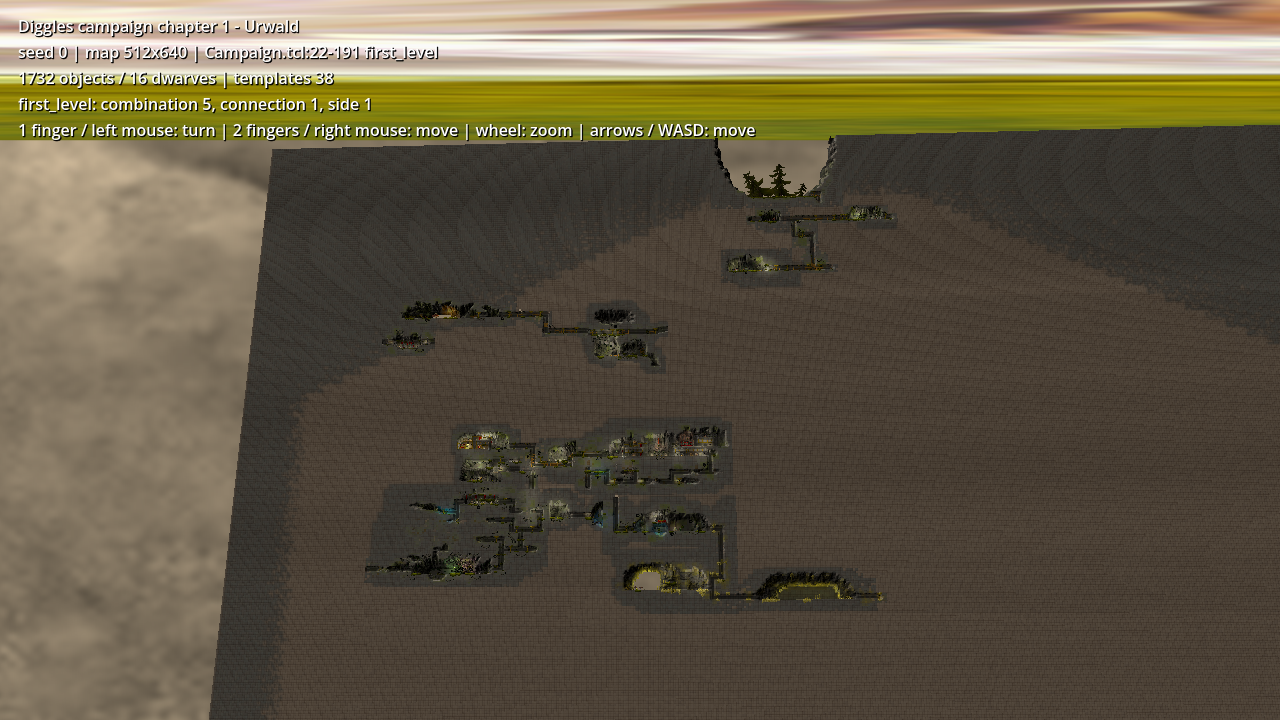 Diggles campaign chapter 1 - Urwald
seed 0 | map 512x640 | Campaign.tcl:22-191 first_level
1732 objects / 16 dwarves | templates 38
first_level: combination 5, connection 1, side 1
1 finger / left mouse: turn | 2 fingers / right mouse: move | wheel: zoom | arrows / WASD: move